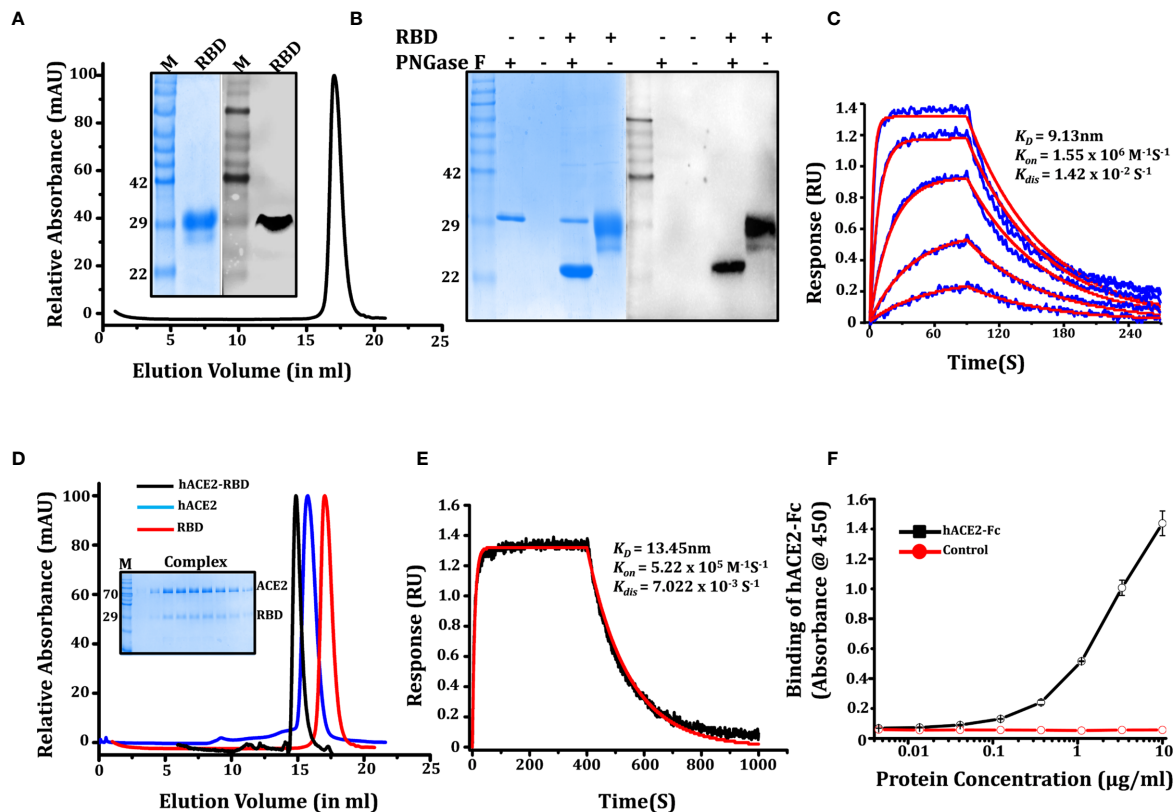 A
M RBD M RBD
Relative Absorbance (mAU)
100
80
60
40
20
0
42
29
22
0 5 10 15 20 25
Elution Volume (in ml)
B
RBD - - + + - - + +
PNGase F + - + - + - + -
42
29
22
C
Response (RU)
1.4
1.2
1.0
0.8
0.6
0.4
0.2
0
K_D = 9.13nm
K_on = 1.55 x 10⁶ M⁻¹S⁻¹
K_dis = 1.42 x 10⁻² S⁻¹
0 60 120 180 240
Time(S)
D
hACE2-RBD
hACE2
RBD
Relative Absorbance (mAU)
100
80
60
40
20
0
M Complex
70 ACE2
29 RBD
0 5 10 15 20 25
Elution Volume (in ml)
E
Response (RU)
1.6
1.4
1.2
1.0
0.8
0.6
0.4
0.2
0
K_D = 13.45nm
K_on = 5.22 x 10⁵ M⁻¹S⁻¹
K_dis = 7.022 x 10⁻³ S⁻¹
0 200 400 600 800 1000
Time(S)
F
Binding of hACE2-Fc
(Absorbance @ 450)
1.6
1.4
1.2
1.0
0.8
0.6
0.4
0.2
0
hACE2-Fc
Control
0.01 0.1 1 10
Protein Concentration (µg/ml)